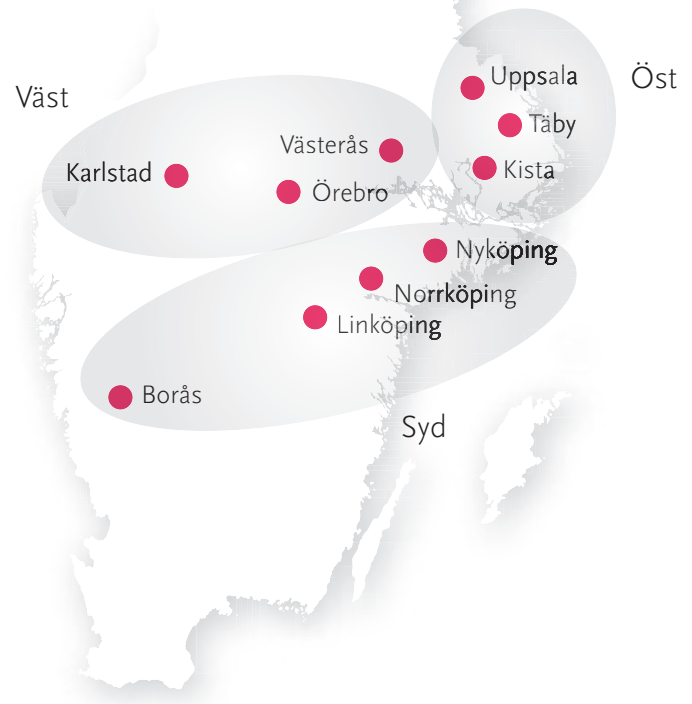 Uppsala
Öst
Väst
Täby
Västerås
Karlstad
Kista
Örebro
Nyköping
Norrköping
Linköping
Borås
Syd